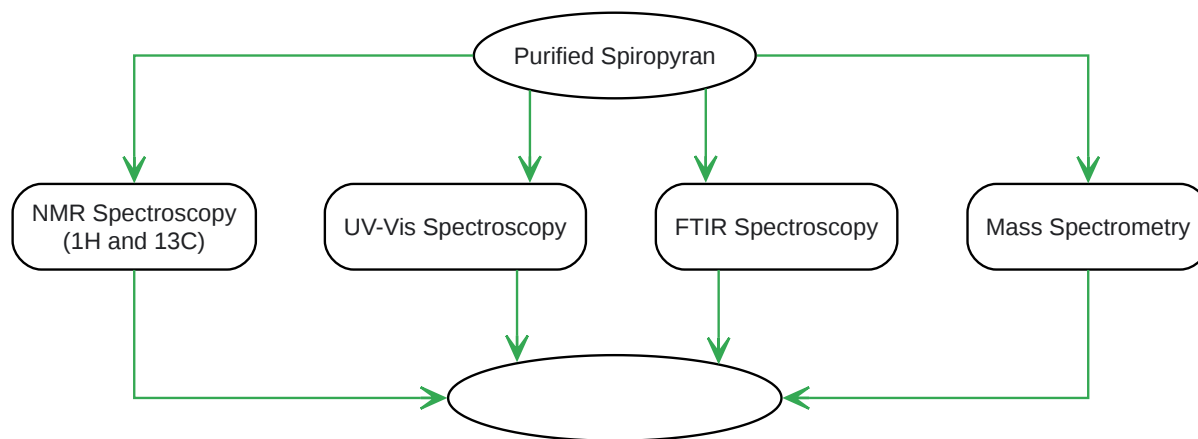 Purified Spiropyran
NMR Spectroscopy
(1H and 13C)
UV-Vis Spectroscopy
FTIR Spectroscopy
Mass Spectrometry